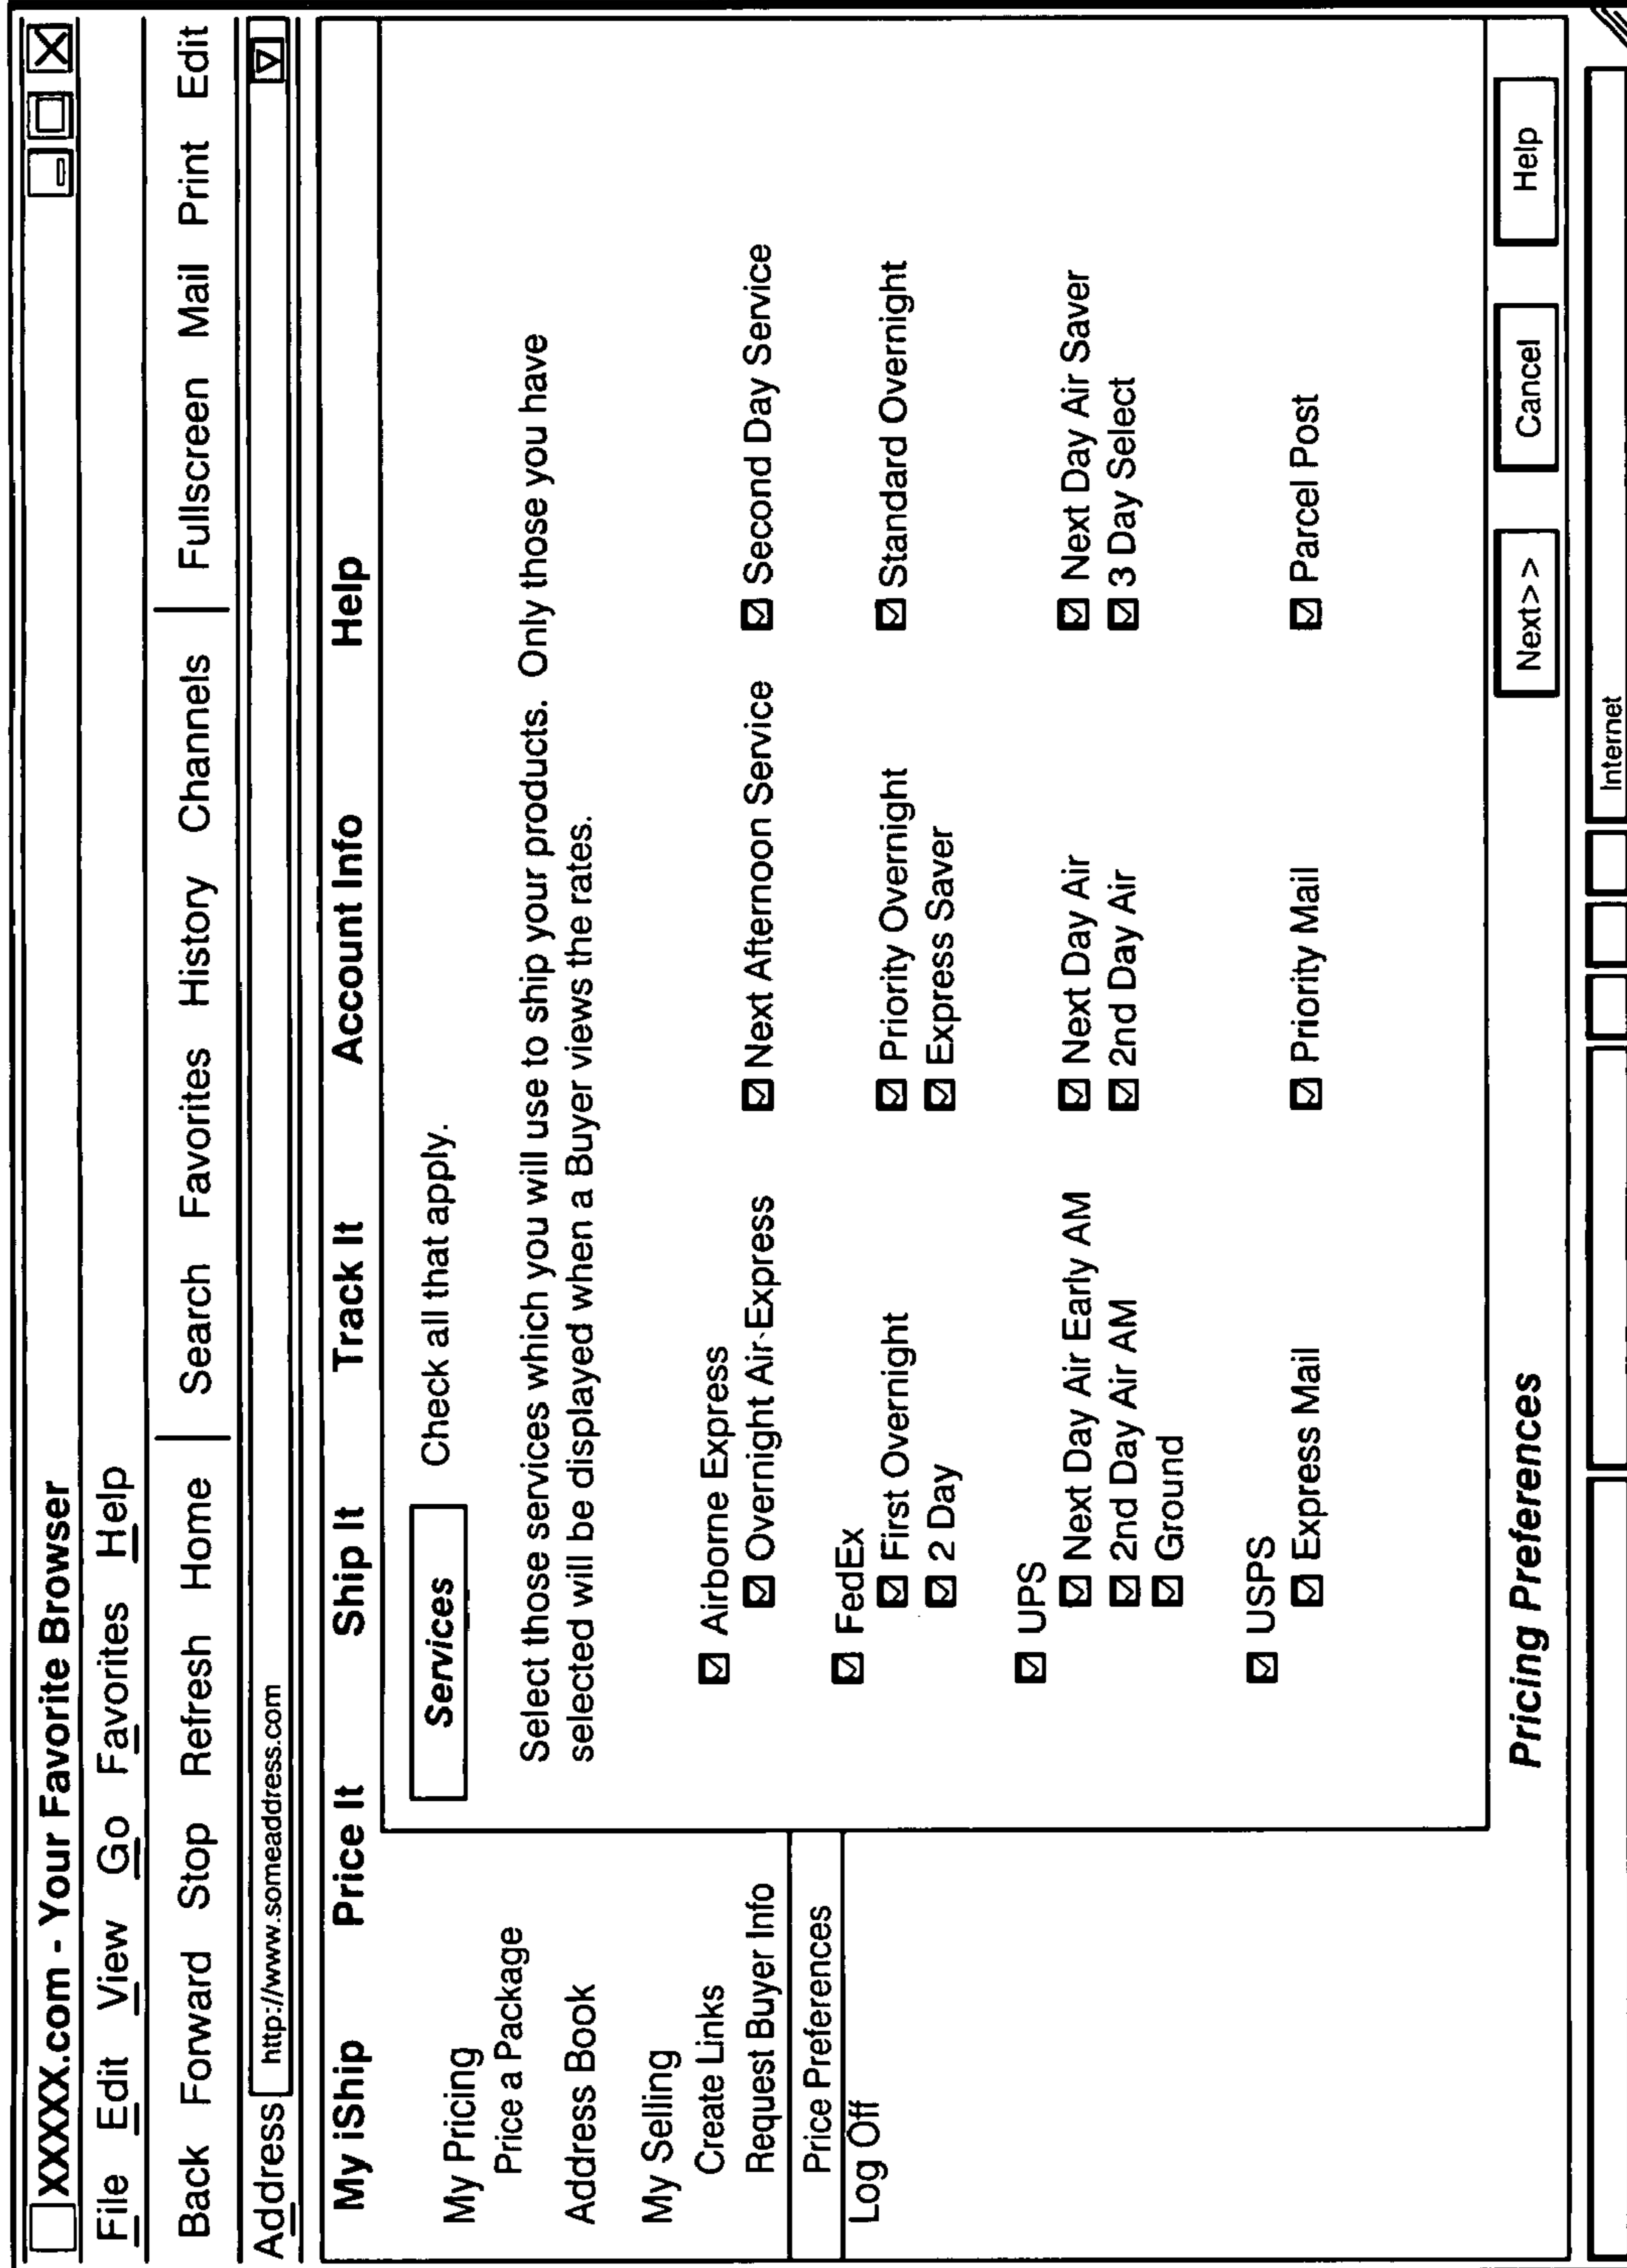 XXXXX.com - Your Favorite Browser
File Edit View Go Favorites Help
Back Forward Stop Refresh Home Search Favorites History Channels Fullscreen Mail Print Edit
Address http://www.someaddress.com
My iShip Price It Ship It Track It Account Info Help
My Pricing
Price a Package
Address Book
My Selling
Create Links
Request Buyer Info
Price Preferences
Log Off
Services Check all that apply.
Select those services which you will use to ship your products. Only those you have
selected will be displayed when a Buyer views the rates.
Airborne Express
Overnight Air Express Next Afternoon Service Second Day Service
FedEx
First Overnight Priority Overnight Standard Overnight
2 Day Express Saver
UPS
Next Day Air Early AM Next Day Air Next Day Air Saver
2nd Day Air AM 2nd Day Air 3 Day Select
Ground
USPS
Express Mail Priority Mail Parcel Post
Pricing Preferences Next>> Cancel Help
Internet